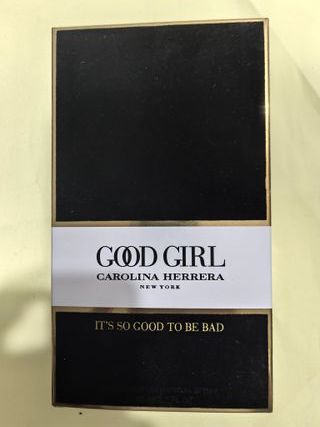 GOOD GIRL
CAROLINA HERRERA
NEW YORK
IT'S SO GOOD TO BE BAD